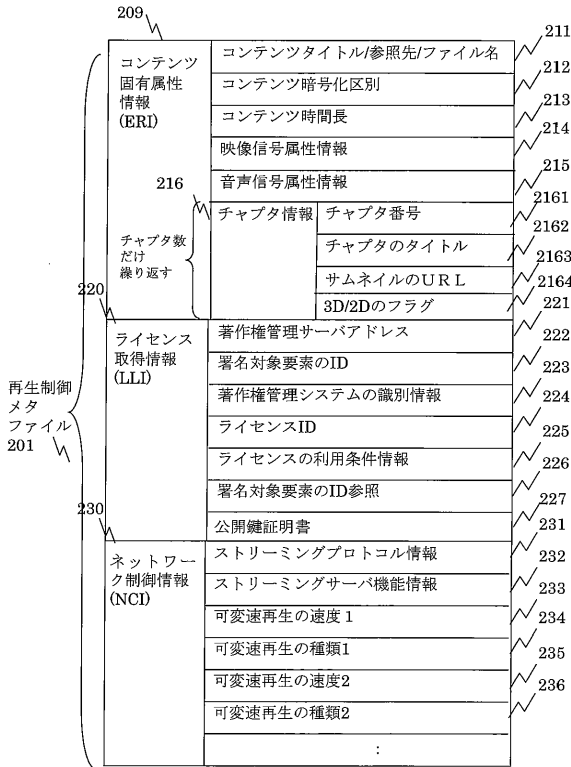 209
コンテンツ
固有属性
情報
(ERI)
コンテンツタイトル/参照先/ファイル名
211
コンテンツ暗号化区別
212
コンテンツ時間長
213
映像信号属性情報
214
音声信号属性情報
215
216
チャプタ情報
チャプタ番号
2161
チャプタのタイトル
2162
サムネイルのURL
2163
3D/2Dのフラグ
2164
チャプタ数
だけ
繰り返す
220
ライセンス
取得情報
(LLI)
著作権管理サーバアドレス
221
署名対象要素のID
222
著作権管理システムの識別情報
223
ライセンスID
224
ライセンスの利用条件情報
225
署名対象要素のID参照
226
公開鍵証明書
227
再生制御
メタ
ファイル
201
230
ネットワー
ク制御情報
(NCI)
ストリーミングプロトコル情報
231
ストリーミングサーバ機能情報
232
可変速再生の速度1
233
可変速再生の種類1
234
可変速再生の速度2
235
可変速再生の種類2
236
: